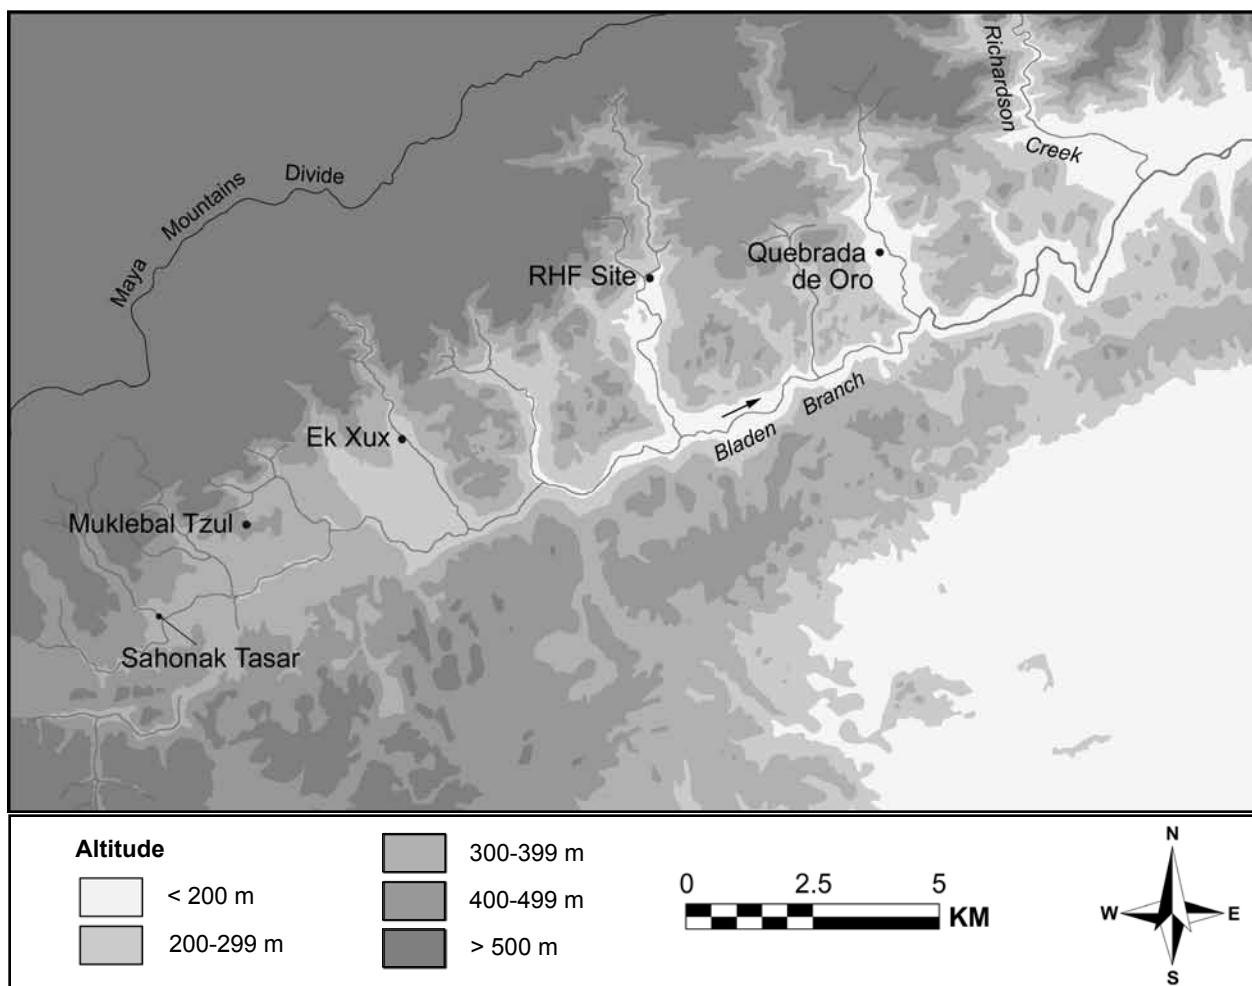 Richardson
Creek
Maya Mountains Divide
Quebrada
de Oro
RHF Site
Bladen Branch
Ek Xux
Muklebal Tzul
Sahonak Tasar
Altitude
< 200 m
200-299 m
300-399 m
400-499 m
> 500 m
0 2.5 5
KM
N
W E
S